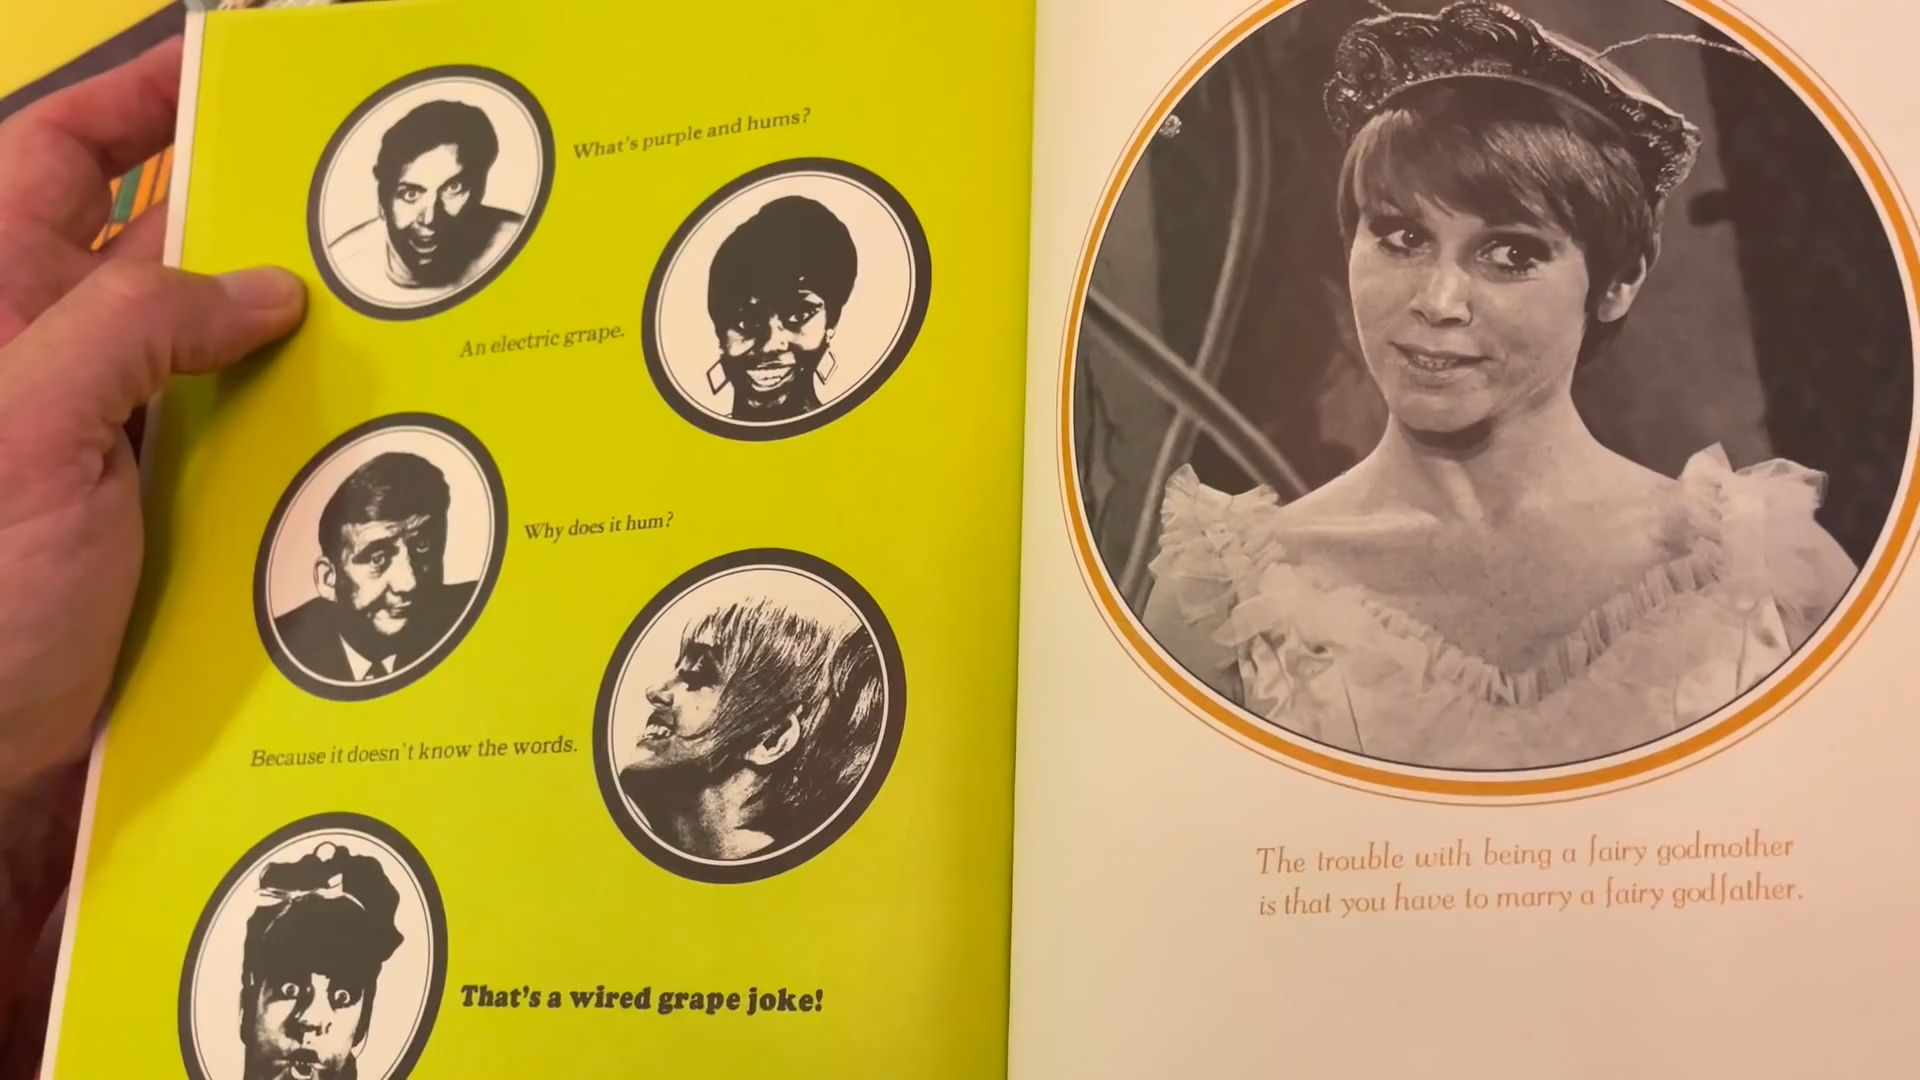 What's purple and hums?
An electric grape.
Why does it hum?
Because it doesn't know the words.
That's a wired grape joke!
The trouble with being a fairy godmother
is that you have to marry a fairy godfather.